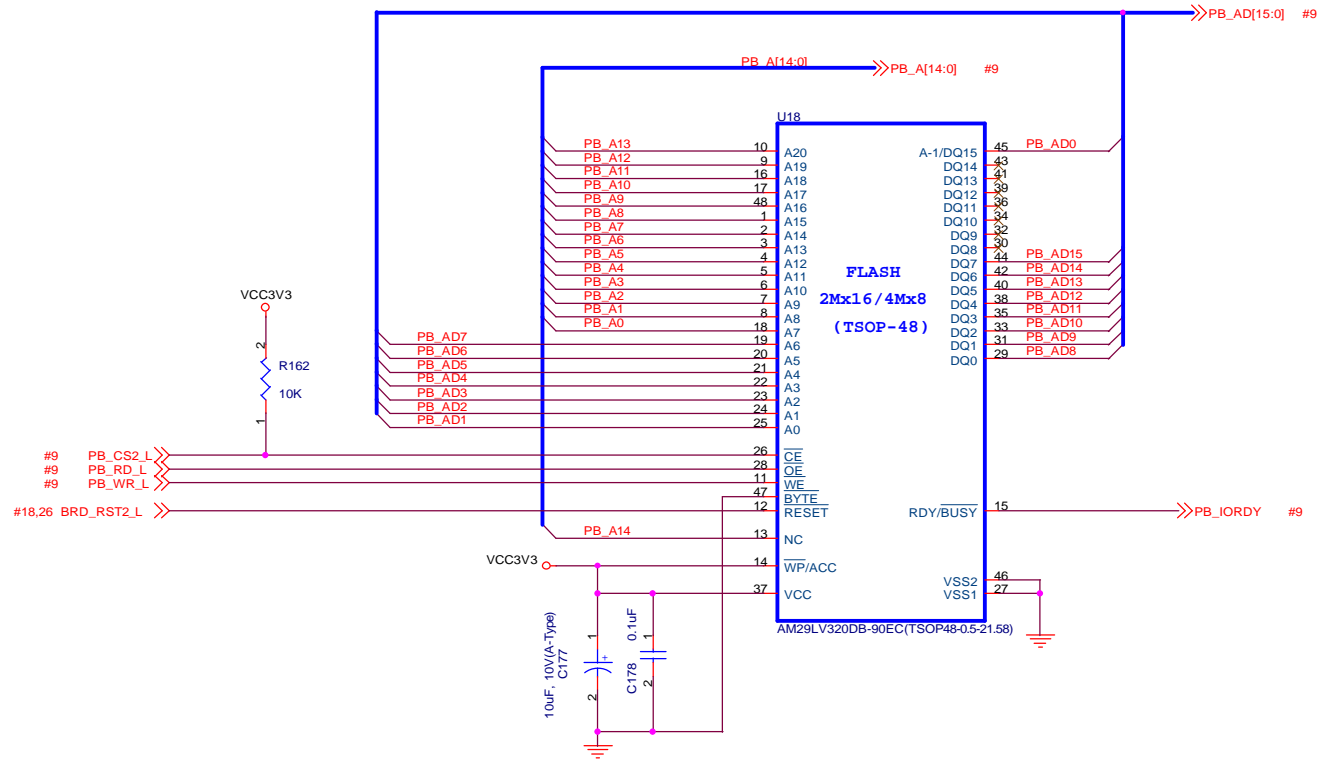 PB_AD[15:0] #9
PB_A[14:0]
PB_A[14:0] #9
U18
PB_A13 10 A20
PB_A12 9 A19
PB_A11 16 A18
PB_A10 17 A17
PB_A9 48 A16
PB_A8 1 A15
PB_A7 2 A14
PB_A6 3 A13
PB_A5 4 A12
PB_A4 5 A11
PB_A3 6 A10
PB_A2 7 A9
PB_A1 8 A8
PB_A0 18 A7
PB_AD7 19 A6
PB_AD6 20 A5
PB_AD5 21 A4
PB_AD4 22 A3
PB_AD3 23 A2
PB_AD2 24 A1
PB_AD1 25 A0
A-1/DQ15 45 PB_AD0
DQ14 43
DQ13 41
DQ12 39
DQ11 36
DQ10 34
DQ9 32
DQ8 30
DQ7 44 PB_AD15
DQ6 42 PB_AD14
DQ5 40 PB_AD13
DQ4 38 PB_AD12
DQ3 35 PB_AD11
DQ2 33 PB_AD10
DQ1 31 PB_AD9
DQ0 29 PB_AD8
FLASH
2Mx16/4Mx8
(TSOP-48)
VCC3V3
2
R162
10K
1
#9 PB_CS2_L 26 CE
#9 PB_RD_L 28 OE
#9 PB_WR_L 11 WE
47 BYTE
#18,26 BRD_RST2_L 12 RESET
RDY/BUSY 15 PB_IORDY #9
PB_A14 13 NC
VCC3V3 14 WP/ACC
37 VCC
VSS2 46
VSS1 27
AM29LV320DB-90EC(TSOP48-0.5-21.58)
10uF, 10V(A-Type)
C177
1
+
2
C178 0.1uF
1
2